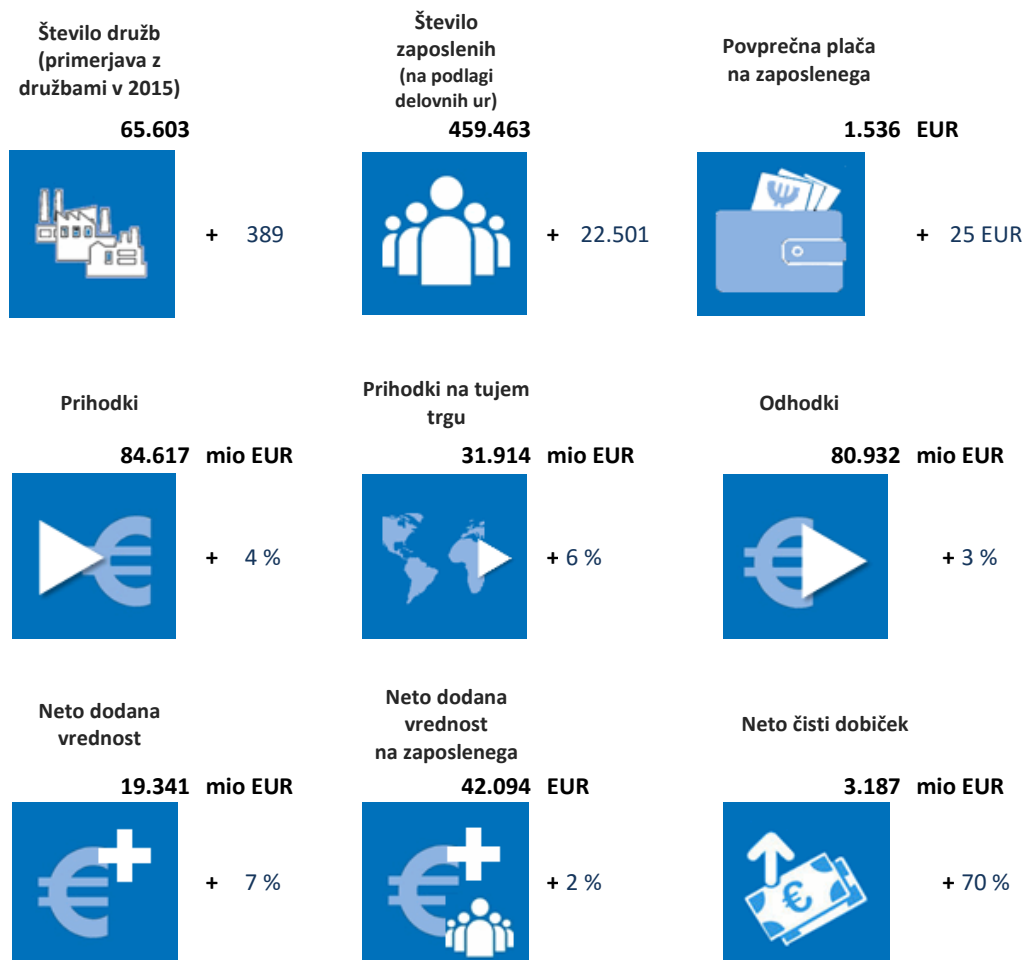 Število družb
(primerjava z
družbami v 2015)
65.603
+ 389
Število
zaposlenih
(na podlagi
delovnih ur)
459.463
+ 22.501
Povprečna plača
na zaposlenega
1.536 EUR
+ 25 EUR
Prihodki
84.617 mio EUR
+ 4 %
Prihodki na tujem
trgu
31.914 mio EUR
+ 6 %
Odhodki
80.932 mio EUR
+ 3 %
Neto dodana
vrednost
19.341 mio EUR
+ 7 %
Neto dodana
vrednost
na zaposlenega
42.094 EUR
+ 2 %
Neto čisti dobiček
3.187 mio EUR
+ 70 %